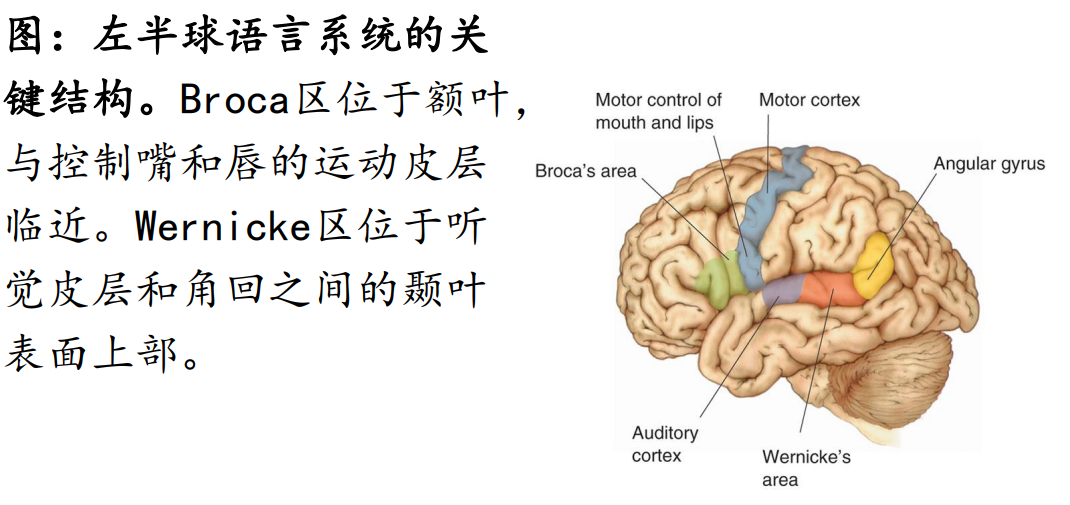 图：左半球语言系统的关
键结构。Broca区位于额叶，
与控制嘴和唇的运动皮层
临近。Wernicke区位于听
觉皮层和角回之间的颞叶
表面上部。
Motor control of
mouth and lips
Motor cortex
Broca's area
Angular gyrus
Auditory
cortex
Wernicke's
area